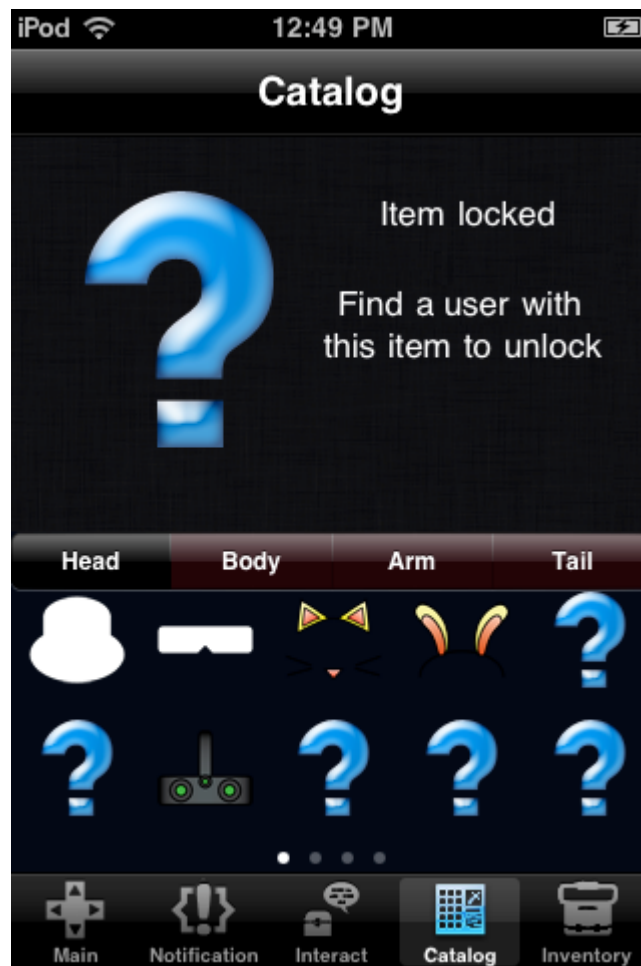 iPod 12:49 PM
Catalog
Item locked
Find a user with
this item to unlock
Head Body Arm Tail
Main Notification Interact Catalog Inventory